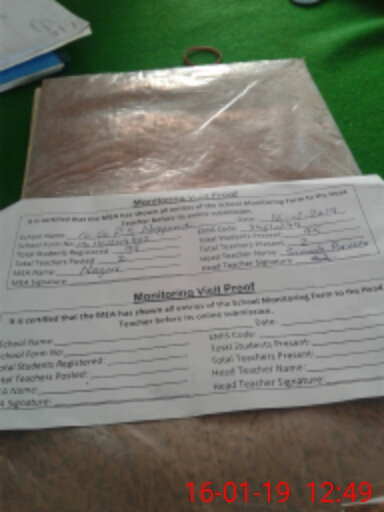 Monitoring Visit Proof
It is certified that the MEA has shown all entries of the School Monitoring Form to the Head
Teacher before its online submission.
Date: 16-01-2019
School Name:
EMIS Code:
School Form No:
Total Students Present:
Total Students Registered:
Total Teachers Present: 2
Total Teachers Posted: 2
Head Teacher Name:
MEA Name:
Head Teacher Signature:
MEA Signature:
Monitoring Visit Proof
It is certified that the MEA has shown all entries of the School Monitoring Form to the Head
Teacher before its online submission.
Date:
School Name:
EMIS Code:
School Form No:
Total Students Present:
Total Students Registered:
Total Teachers Present:
Total Teachers Posted:
Head Teacher Name:
MEA Name:
Head Teacher Signature:
MEA Signature:
16-01-19 12:49